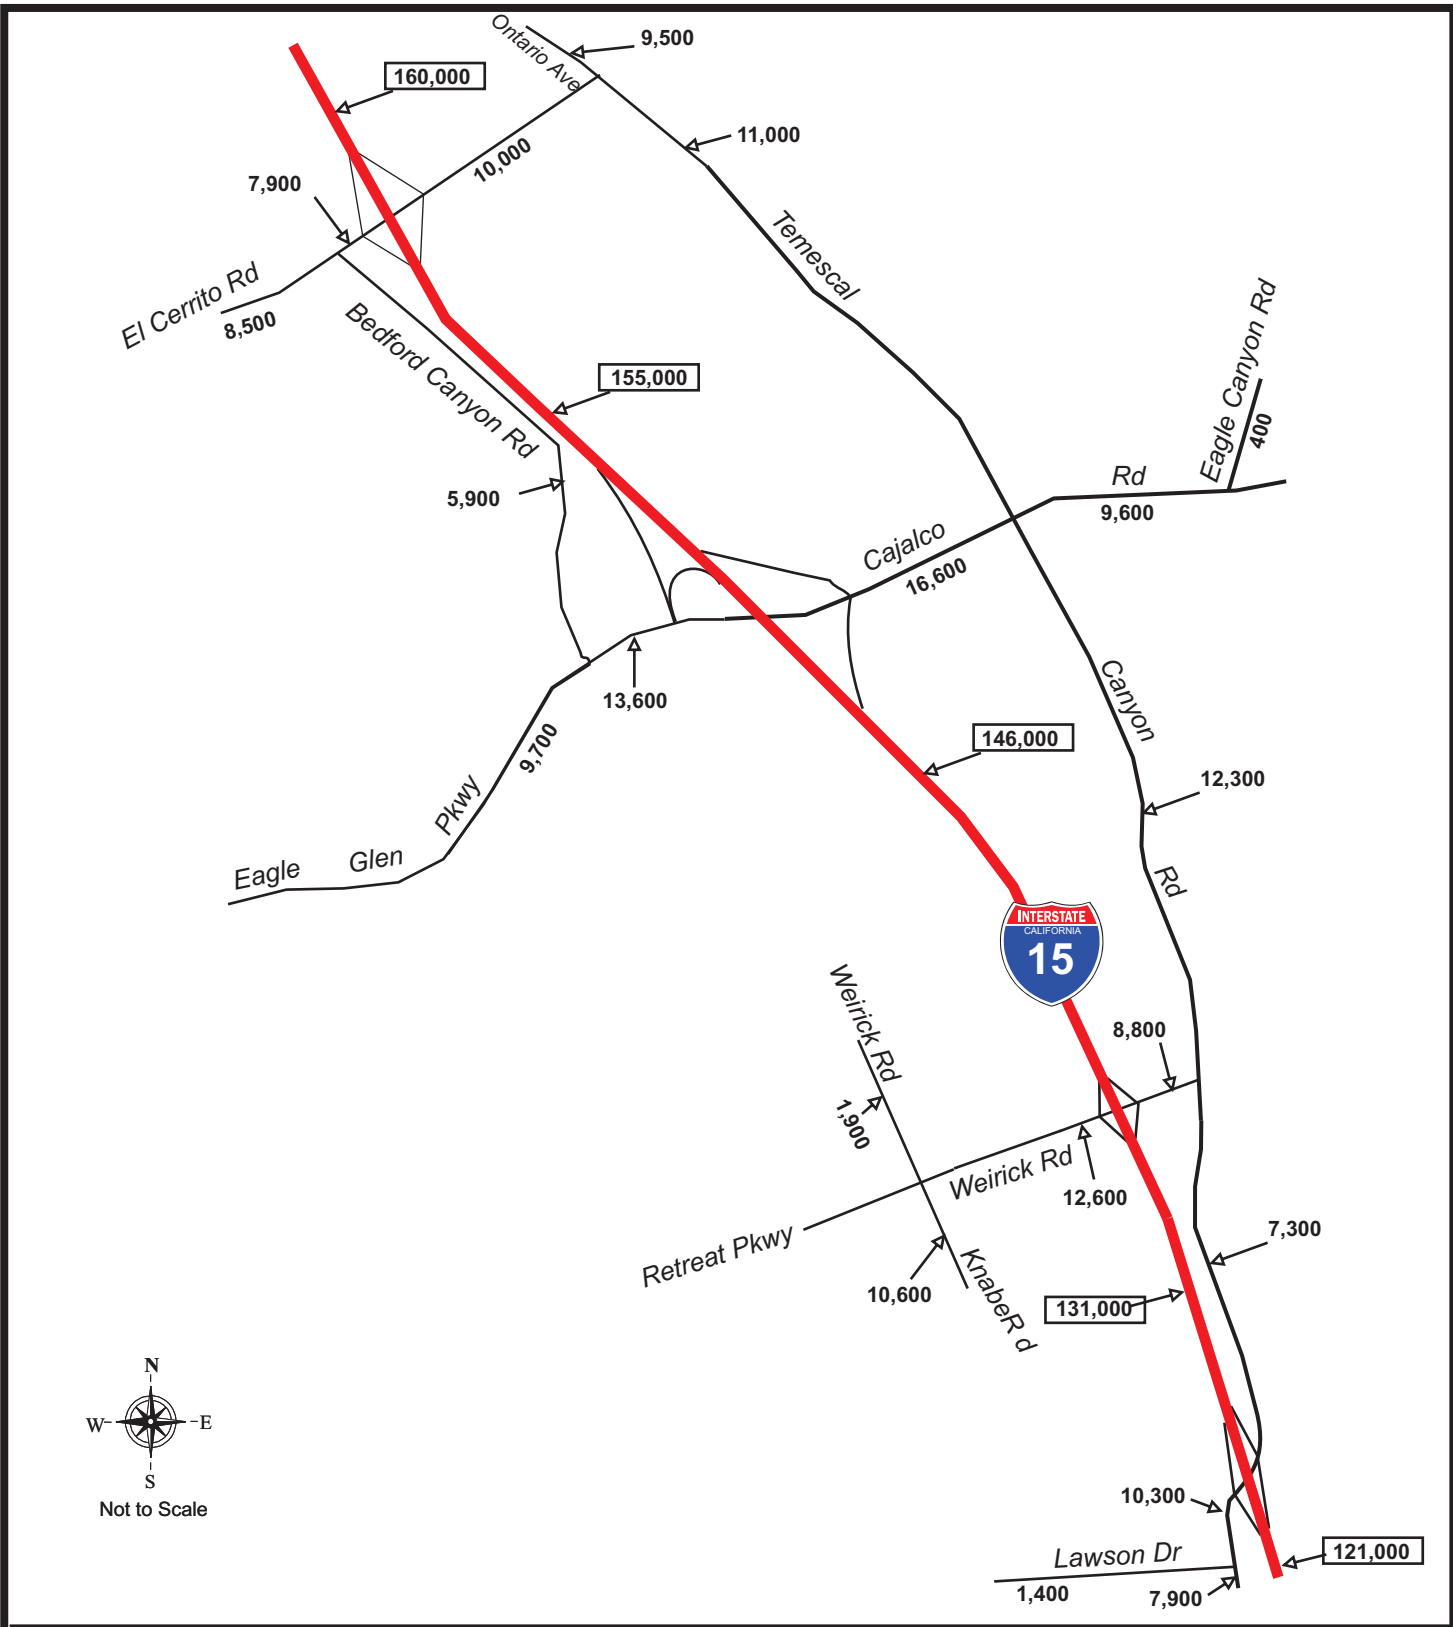 Ontario Ave
9,500
160,000
11,000
10,000
7,900
El Cerrito Rd
8,500
Temescal
Bedford Canyon Rd
155,000
Eagle Canyon Rd
400
5,900
Rd
9,600
Cajalco
16,600
13,600
Canyon
9,700
146,000
12,300
Pkwy
Glen
Eagle
Rd
INTERSTATE
CALIFORNIA
15
Weirick Rd
8,800
1,900
Weirick Rd
12,600
Retreat Pkwy
7,300
10,600
KnabeR d
131,000
N
W
E
S
Not to Scale
10,300
Lawson Dr
121,000
1,400
7,900